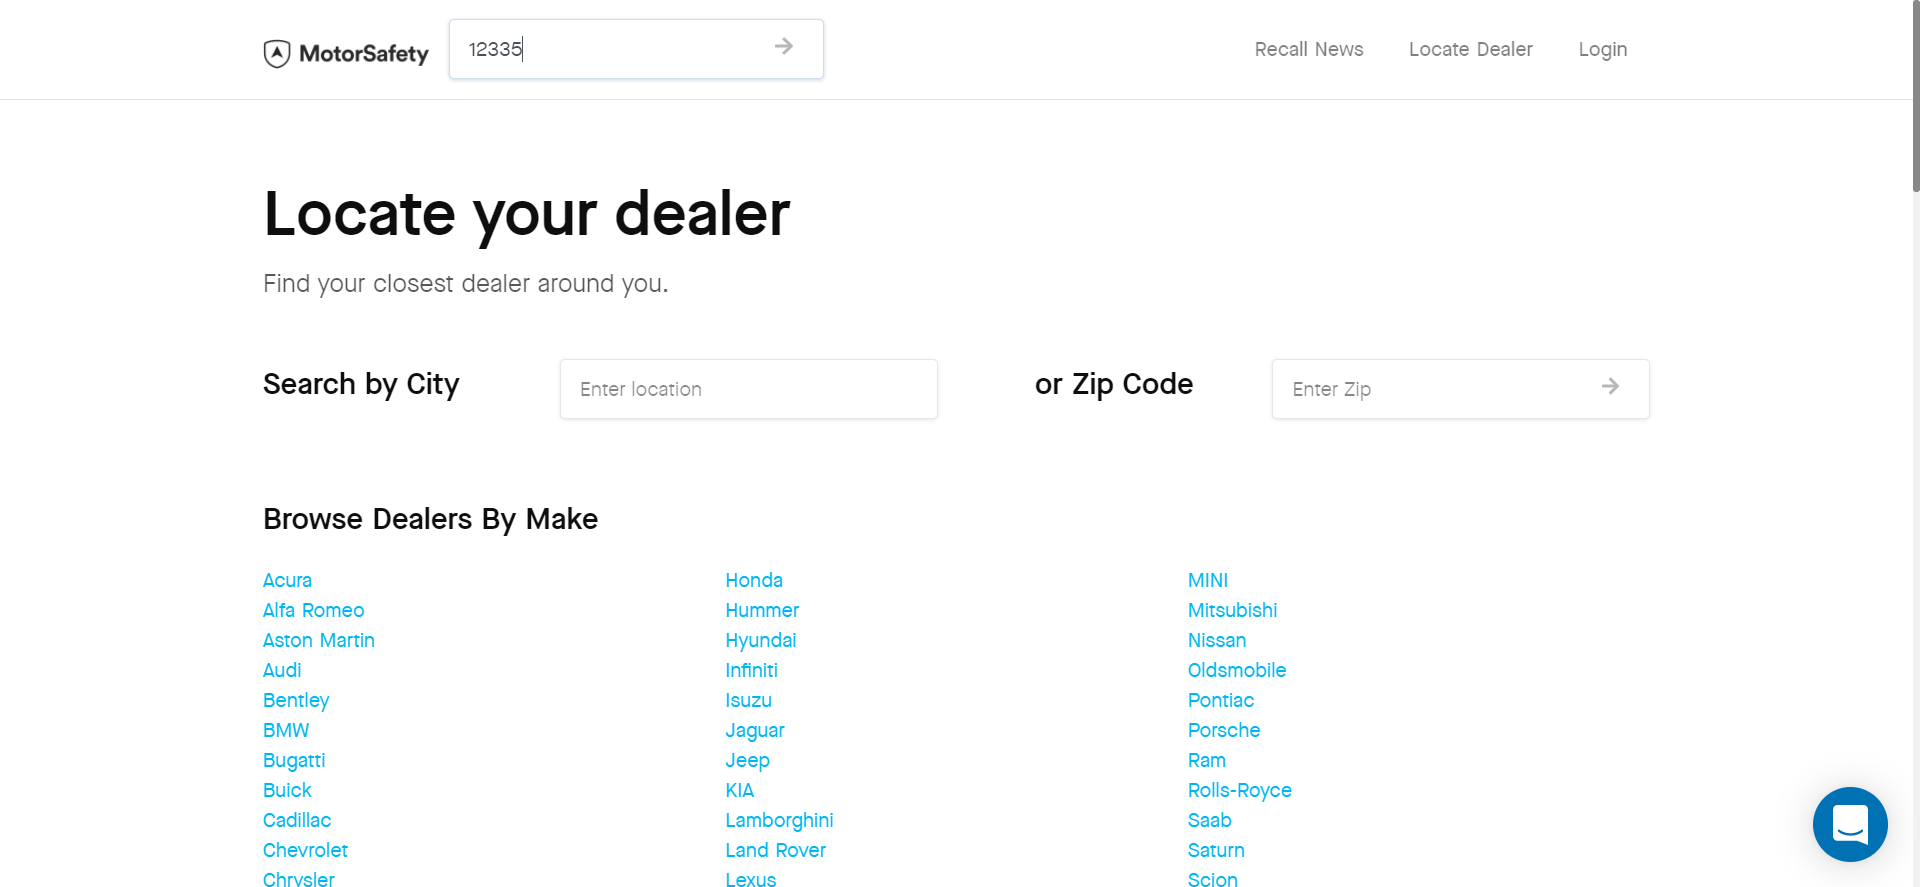 MotorSafety
12335
Recall News
Locate Dealer
Login
Locate your dealer
Find your closest dealer around you.
Search by City
Enter location
or Zip Code
Enter Zip
Browse Dealers By Make
Acura
Alfa Romeo
Aston Martin
Audi
Bentley
BMW
Bugatti
Buick
Cadillac
Chevrolet
Chrysler
Honda
Hummer
Hyundai
Infiniti
Isuzu
Jaguar
Jeep
KIA
Lamborghini
Land Rover
Lexus
MINI
Mitsubishi
Nissan
Oldsmobile
Pontiac
Porsche
Ram
Rolls-Royce
Saab
Saturn
Scion